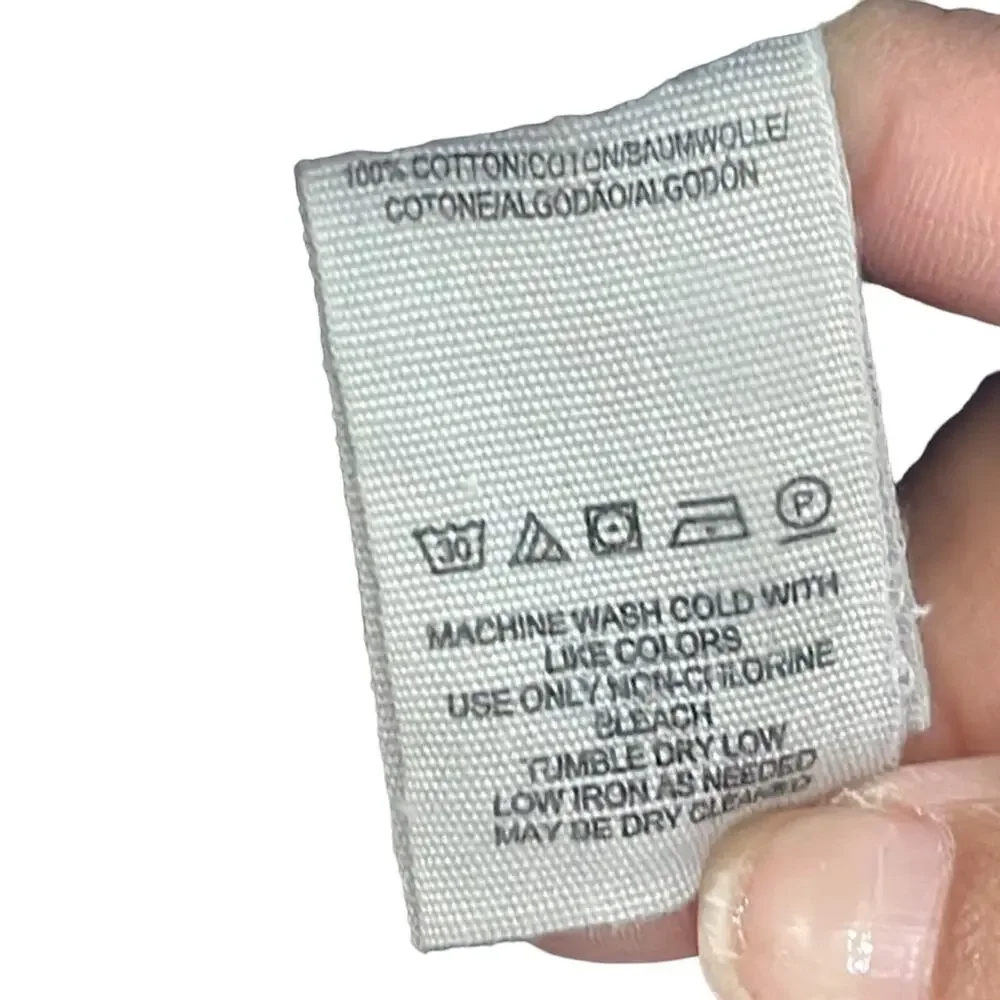 100% COTTON/COTON/BAUMWOLLE/
COTONE/ALGODÃO/ALGODÓN
30 P
MACHINE WASH COLD WITH
LIKE COLORS
USE ONLY NON-CHLORINE
BLEACH
TUMBLE DRY LOW
LOW IRON AS NEEDED
MAY BE DRY CLEANED